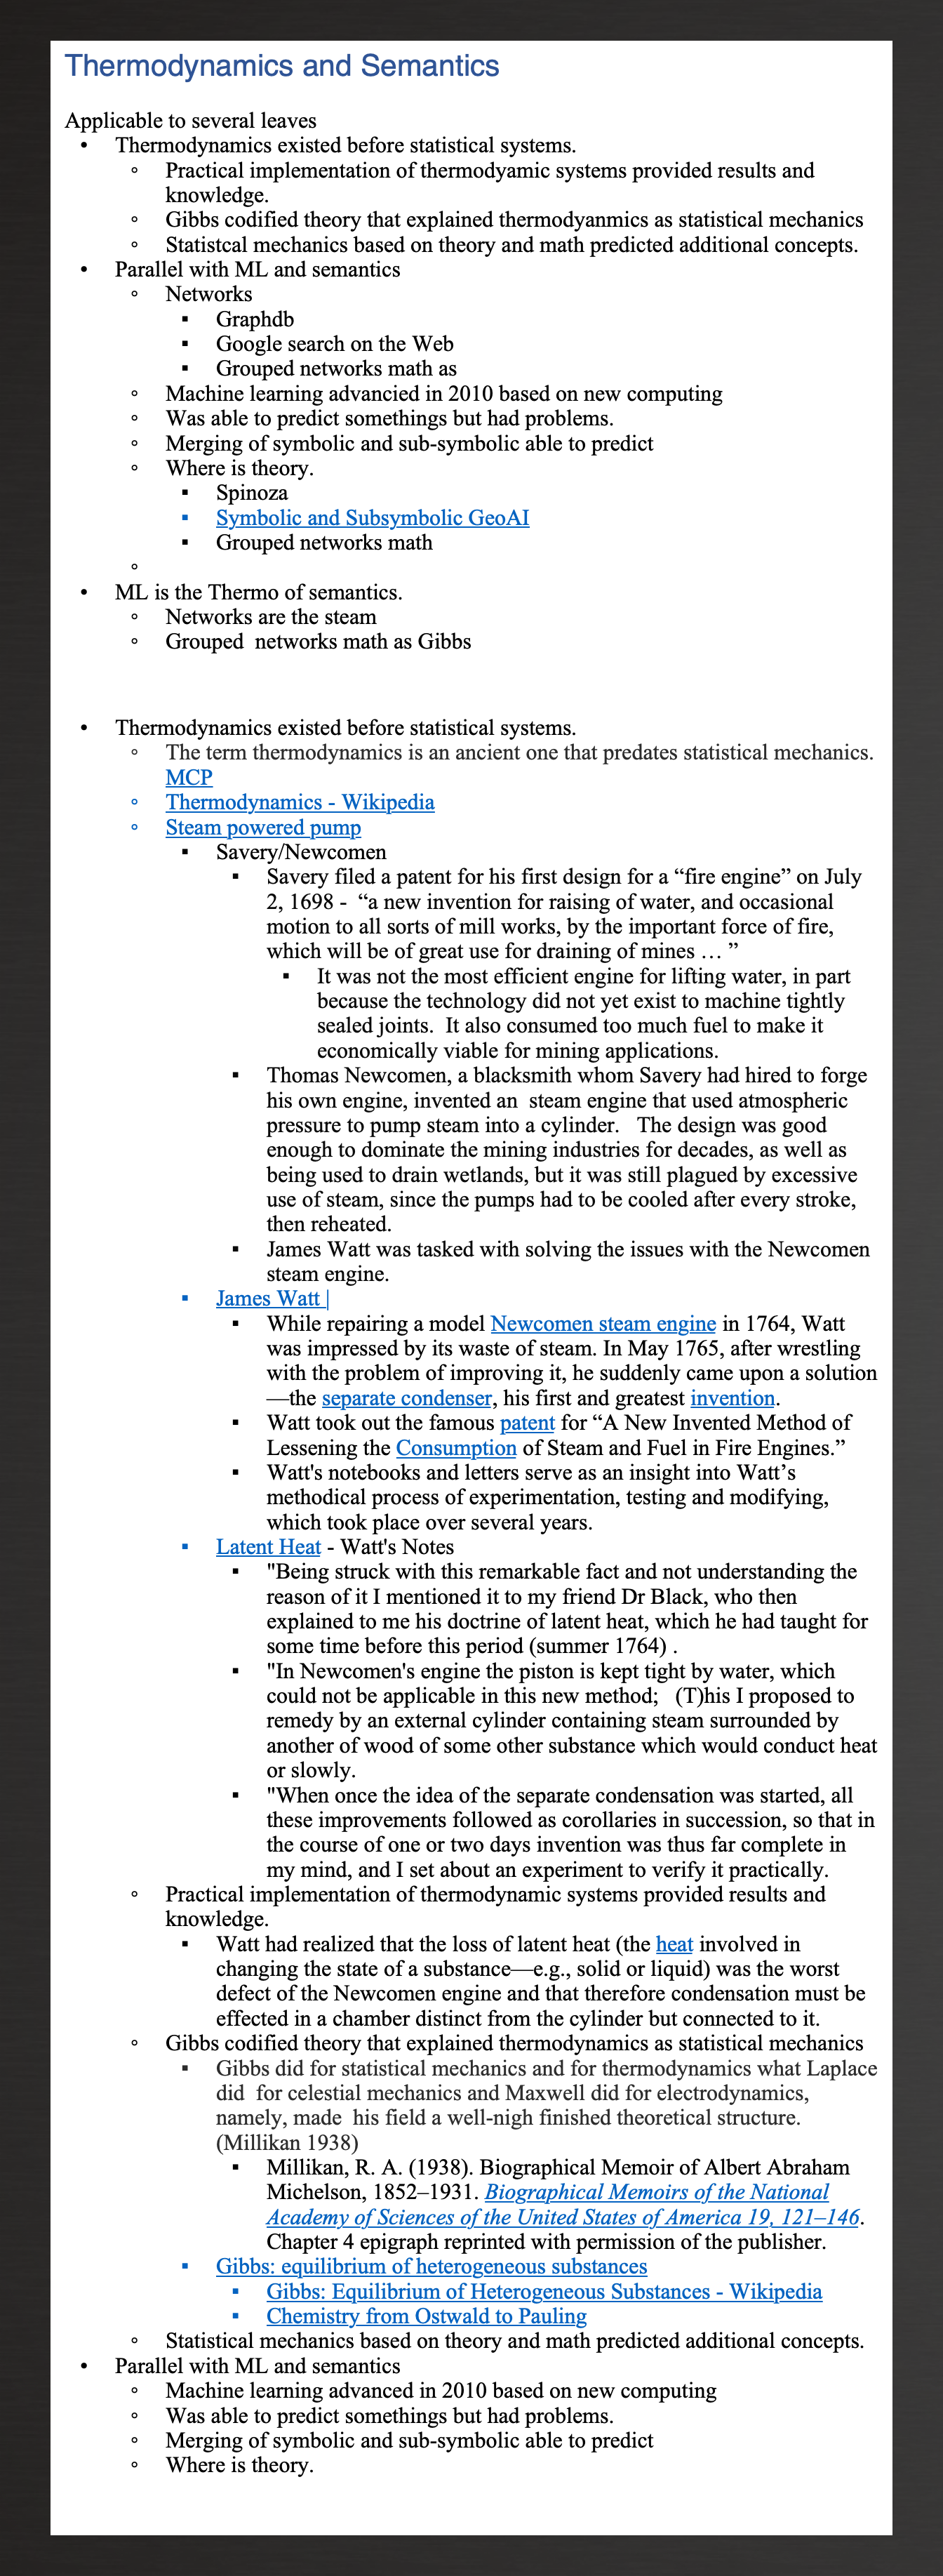 Thermodynamics and Semantics
Applicable to several leaves
• Thermodynamics existed before statistical systems.
◦ Practical implementation of thermodyamic systems provided results and
knowledge.
◦ Gibbs codified theory that explained thermodyanmics as statistical mechanics
◦ Statistcal mechanics based on theory and math predicted additional concepts.
• Parallel with ML and semantics
◦ Networks
▪ Graphdb
▪ Google search on the Web
▪ Grouped networks math as
◦ Machine learning advancied in 2010 based on new computing
◦ Was able to predict somethings but had problems.
◦ Merging of symbolic and sub-symbolic able to predict
◦ Where is theory.
▪ Spinoza
▪ Symbolic and Subsymbolic GeoAI
▪ Grouped networks math
◦
• ML is the Thermo of semantics.
◦ Networks are the steam
◦ Grouped  networks math as Gibbs
• Thermodynamics existed before statistical systems.
◦ The term thermodynamics is an ancient one that predates statistical mechanics.
MCP
◦ Thermodynamics - Wikipedia
◦ Steam powered pump
▪ Savery/Newcomen
▪ Savery filed a patent for his first design for a “fire engine” on July
2, 1698 -  “a new invention for raising of water, and occasional
motion to all sorts of mill works, by the important force of fire,
which will be of great use for draining of mines … ”
▪ It was not the most efficient engine for lifting water, in part
because the technology did not yet exist to machine tightly
sealed joints.  It also consumed too much fuel to make it
economically viable for mining applications.
▪ Thomas Newcomen, a blacksmith whom Savery had hired to forge
his own engine, invented an  steam engine that used atmospheric
pressure to pump steam into a cylinder.   The design was good
enough to dominate the mining industries for decades, as well as
being used to drain wetlands, but it was still plagued by excessive
use of steam, since the pumps had to be cooled after every stroke,
then reheated.
▪ James Watt was tasked with solving the issues with the Newcomen
steam engine.
▪ James Watt |
▪ While repairing a model Newcomen steam engine in 1764, Watt
was impressed by its waste of steam. In May 1765, after wrestling
with the problem of improving it, he suddenly came upon a solution
—the separate condenser, his first and greatest invention.
▪ Watt took out the famous patent for “A New Invented Method of
Lessening the Consumption of Steam and Fuel in Fire Engines.”
▪ Watt's notebooks and letters serve as an insight into Watt’s
methodical process of experimentation, testing and modifying,
which took place over several years.
▪ Latent Heat - Watt's Notes
▪ "Being struck with this remarkable fact and not understanding the
reason of it I mentioned it to my friend Dr Black, who then
explained to me his doctrine of latent heat, which he had taught for
some time before this period (summer 1764) .
▪ "In Newcomen's engine the piston is kept tight by water, which
could not be applicable in this new method;   (T)his I proposed to
remedy by an external cylinder containing steam surrounded by
another of wood of some other substance which would conduct heat
or slowly.
▪ "When once the idea of the separate condensation was started, all
these improvements followed as corollaries in succession, so that in
the course of one or two days invention was thus far complete in
my mind, and I set about an experiment to verify it practically.
◦ Practical implementation of thermodynamic systems provided results and
knowledge.
▪ Watt had realized that the loss of latent heat (the heat involved in
changing the state of a substance—e.g., solid or liquid) was the worst
defect of the Newcomen engine and that therefore condensation must be
effected in a chamber distinct from the cylinder but connected to it.
◦ Gibbs codified theory that explained thermodynamics as statistical mechanics
▪ Gibbs did for statistical mechanics and for thermodynamics what Laplace
did  for celestial mechanics and Maxwell did for electrodynamics,
namely, made  his field a well-nigh finished theoretical structure.
(Millikan 1938)
▪ Millikan, R. A. (1938). Biographical Memoir of Albert Abraham
Michelson, 1852–1931. Biographical Memoirs of the National
Academy of Sciences of the United States of America 19, 121–146.
Chapter 4 epigraph reprinted with permission of the publisher.
▪ Gibbs: equilibrium of heterogeneous substances
▪ Gibbs: Equilibrium of Heterogeneous Substances - Wikipedia
▪ Chemistry from Ostwald to Pauling
◦ Statistical mechanics based on theory and math predicted additional concepts.
• Parallel with ML and semantics
◦ Machine learning advanced in 2010 based on new computing
◦ Was able to predict somethings but had problems.
◦ Merging of symbolic and sub-symbolic able to predict
◦ Where is theory.